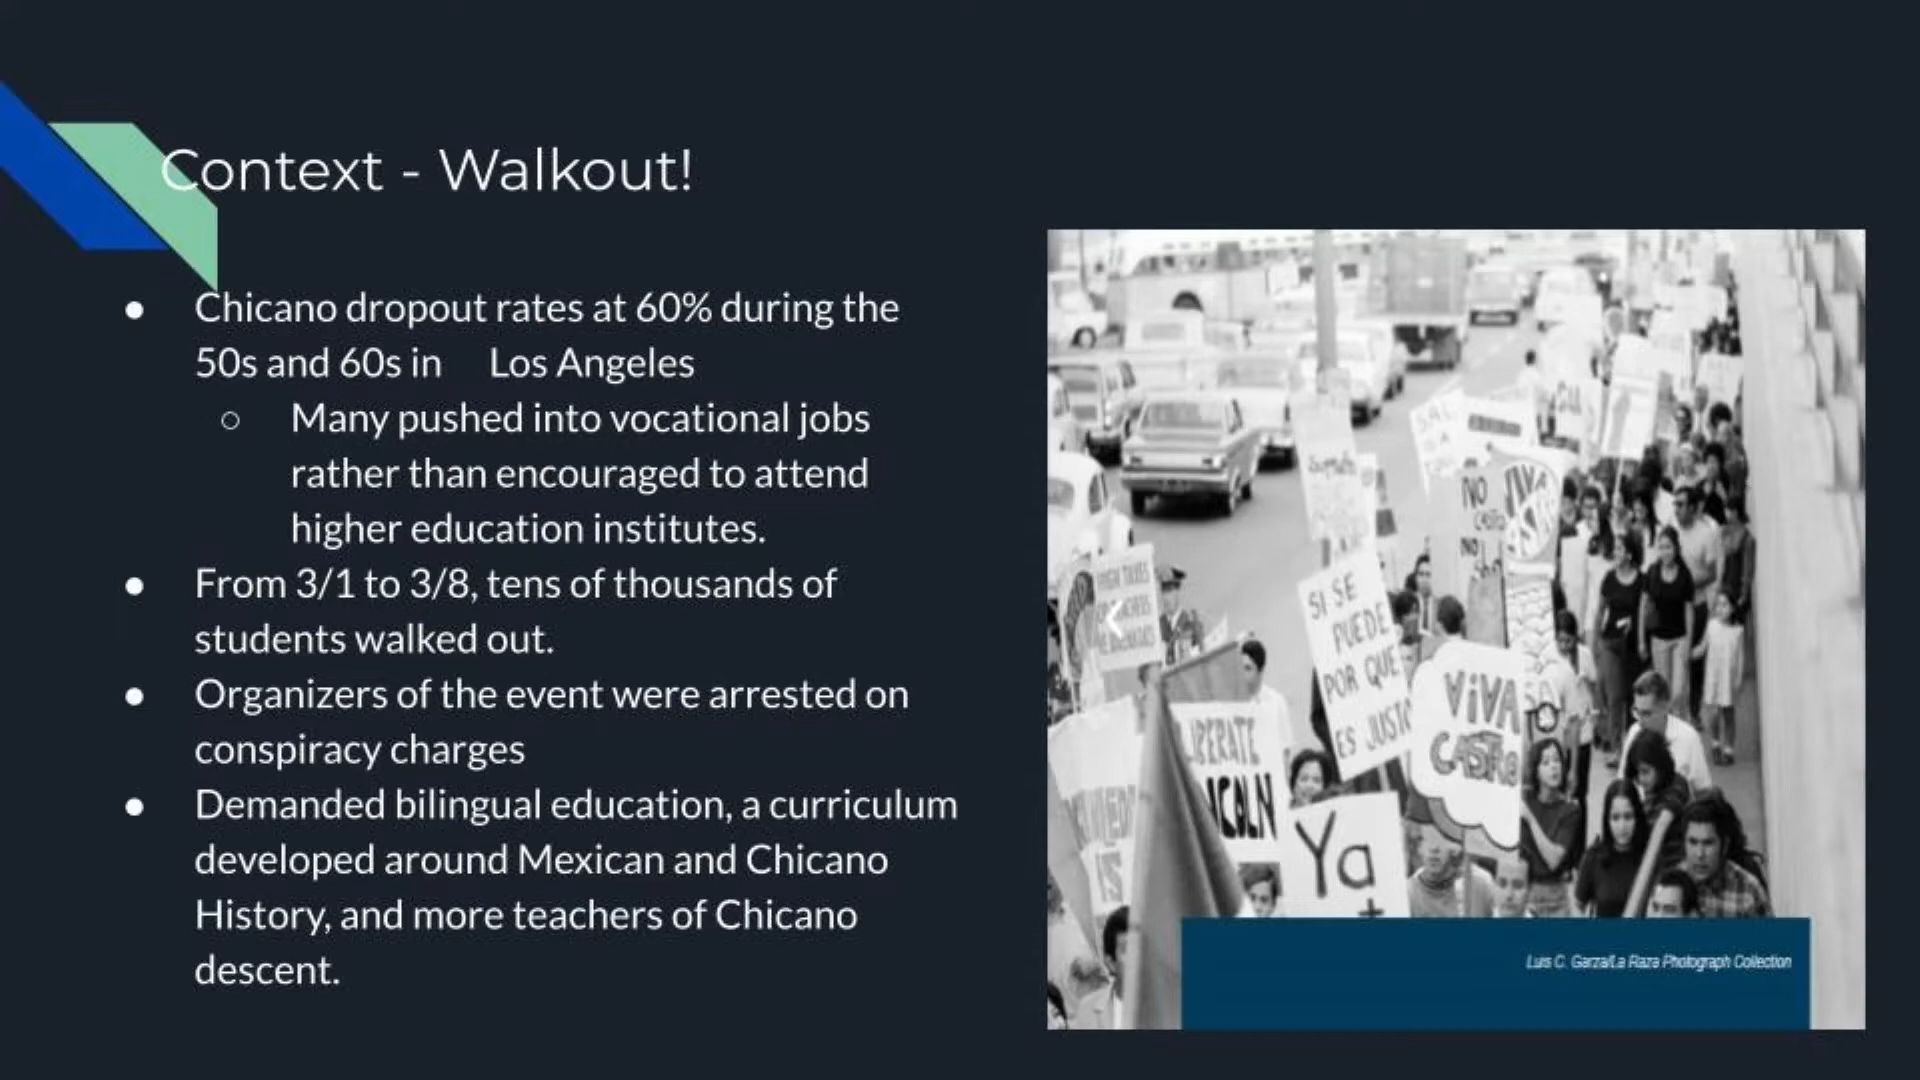 Context - Walkout!
● Chicano dropout rates at 60% during the
50s and 60s in Los Angeles
○ Many pushed into vocational jobs
rather than encouraged to attend
higher education institutes.
● From 3/1 to 3/8, tens of thousands of
students walked out.
● Organizers of the event were arrested on
conspiracy charges
● Demanded bilingual education, a curriculum
developed around Mexican and Chicano
History, and more teachers of Chicano
descent.
NO
VIVA
SI SE
PUEDE
POR QUE
ES JUSTO
VIVA
CASTRO
Ya
IS
Luis C. Garza/La Raza Photograph Collection